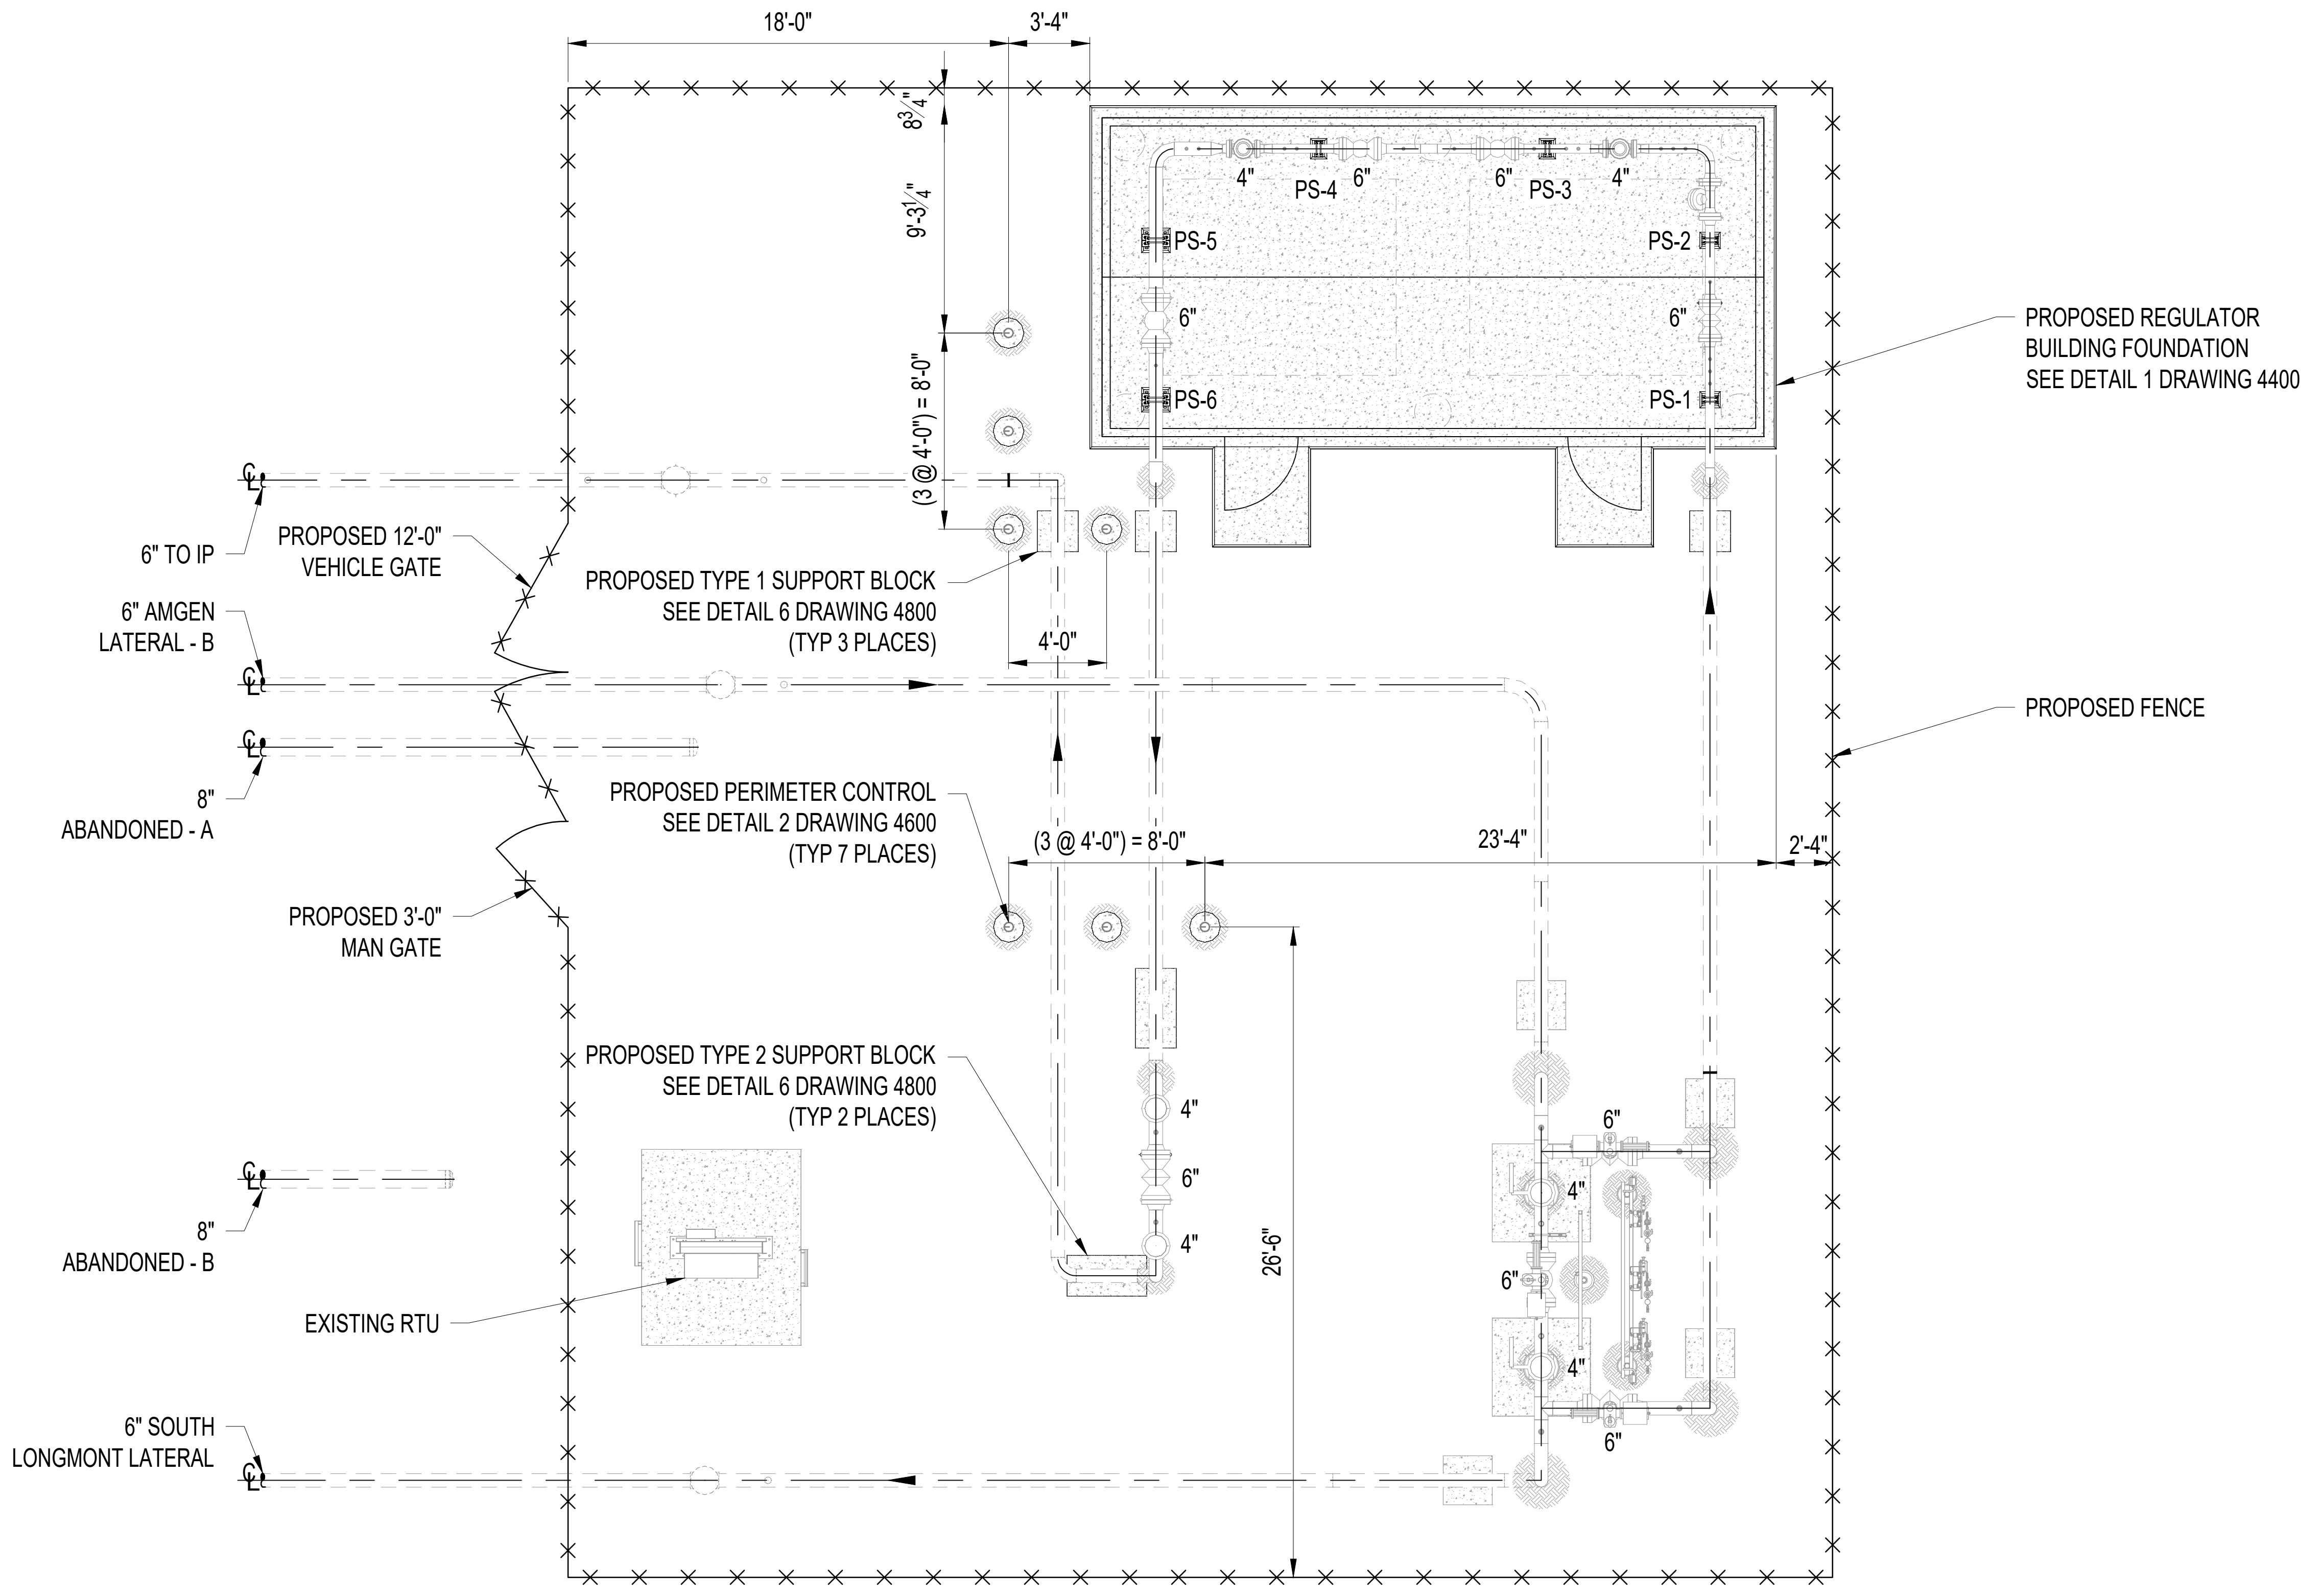 18'-0"
3'-4"
8 3/4"
9'-3 1/4"
(3 @ 4'-0") = 8'-0"
4"
PS-4
6"
6"
PS-3
4"
PS-5
PS-2
6"
6"
PS-6
PS-1
PROPOSED REGULATOR
BUILDING FOUNDATION
SEE DETAIL 1 DRAWING 4400
CL
6" TO IP
PROPOSED 12'-0"
VEHICLE GATE
PROPOSED TYPE 1 SUPPORT BLOCK
SEE DETAIL 6 DRAWING 4800
(TYP 3 PLACES)
4'-0"
6" AMGEN
LATERAL - B
CL
PROPOSED FENCE
CL
8"
ABANDONED - A
PROPOSED PERIMETER CONTROL
SEE DETAIL 2 DRAWING 4600
(TYP 7 PLACES)
(3 @ 4'-0") = 8'-0"
23'-4"
2'-4"
PROPOSED 3'-0"
MAN GATE
PROPOSED TYPE 2 SUPPORT BLOCK
SEE DETAIL 6 DRAWING 4800
(TYP 2 PLACES)
4"
6"
4"
26'-6"
6"
4"
6"
4"
6"
CL
8"
ABANDONED - B
EXISTING RTU
6" SOUTH
LONGMONT LATERAL
CL